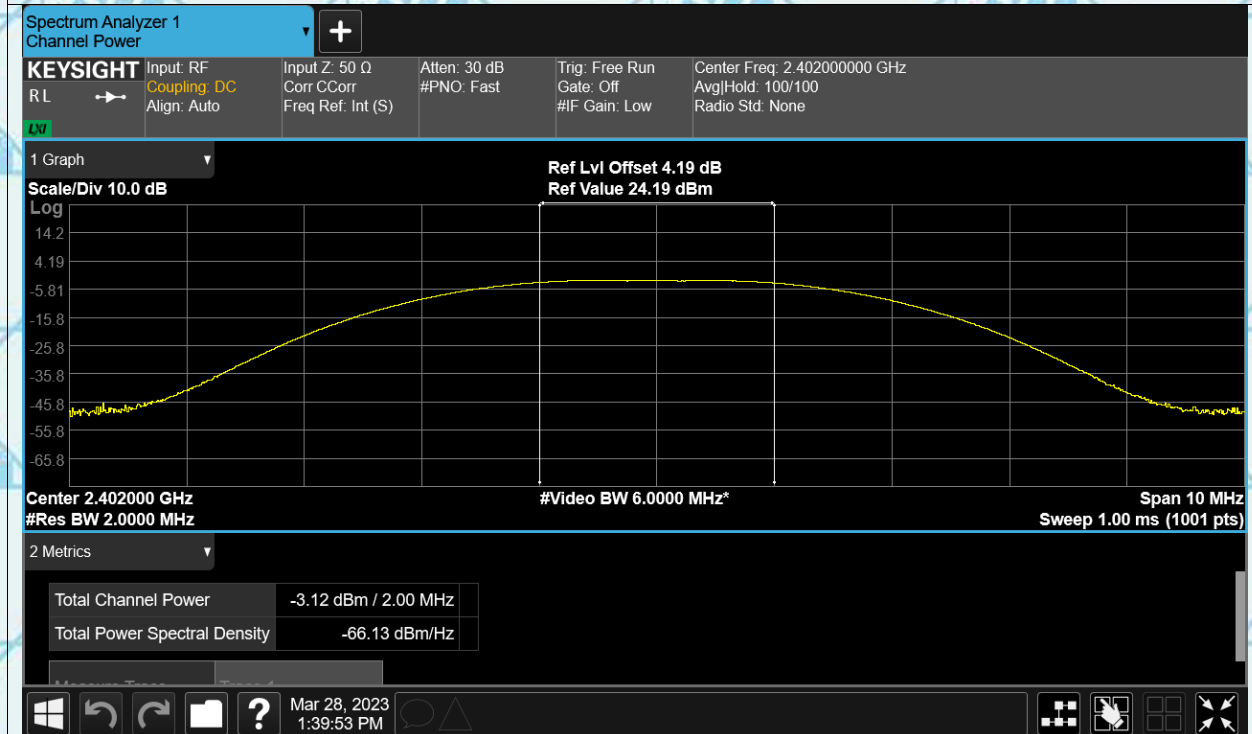 Spectrum Analyzer 1
Channel Power
+
KEYSIGHT
R L
LXI
Input: RF
Coupling: DC
Align: Auto
Input Z: 50 Ω
Corr CCorr
Freq Ref: Int (S)
Atten: 30 dB
#PNO: Fast
Trig: Free Run
Gate: Off
#IF Gain: Low
Center Freq: 2.402000000 GHz
Avg|Hold: 100/100
Radio Std: None
1 Graph
Scale/Div 10.0 dB
Ref Lvl Offset 4.19 dB
Ref Value 24.19 dBm
Log
14.2
4.19
-5.81
-15.8
-25.8
-35.8
-45.8
-55.8
-65.8
Center 2.402000 GHz
#Res BW 2.0000 MHz
#Video BW 6.0000 MHz*
Span 10 MHz
Sweep 1.00 ms (1001 pts)
2 Metrics
Total Channel Power -3.12 dBm / 2.00 MHz
Total Power Spectral Density -66.13 dBm/Hz
Measure Trace Trace 1
?
Mar 28, 2023
1:39:53 PM